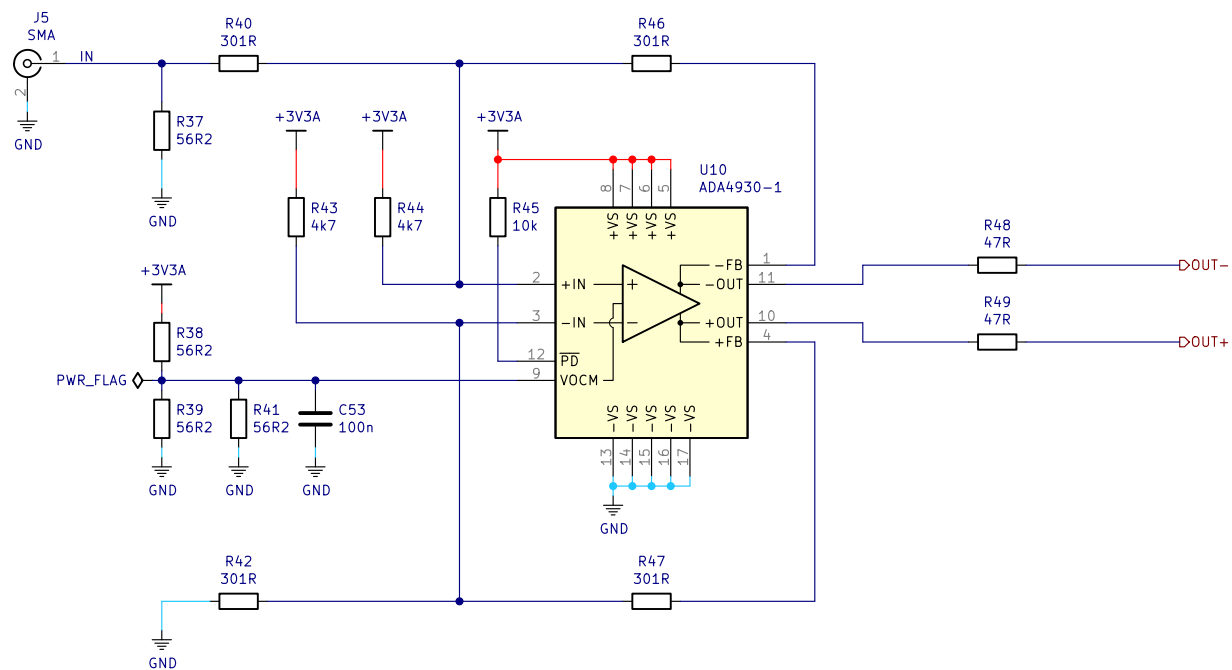 J5
SMA
1
IN
2
GND
R40
301R
R46
301R
R37
56R2
GND
+3V3A
+3V3A
+3V3A
R43
4k7
R44
4k7
R45
10k
U10
ADA4930-1
8
7
6
5
+VS
+VS
+VS
+VS
2
+IN
3
-IN
12
PD
9
VOCM
-FB
1
-OUT
11
+OUT
10
+FB
4
-VS
-VS
-VS
-VS
-VS
13
14
15
16
17
GND
R48
47R
OUT-
R49
47R
OUT+
+3V3A
R38
56R2
PWR_FLAG
R39
56R2
R41
56R2
C53
100n
GND
GND
GND
R42
301R
R47
301R
GND